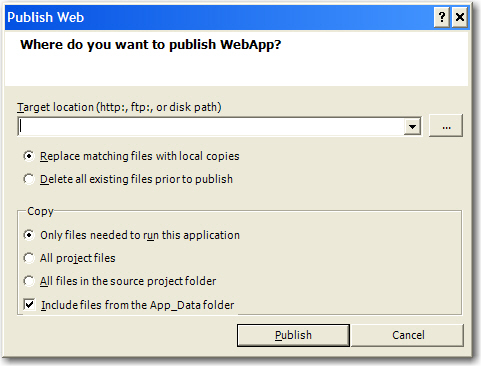 Publish Web
Where do you want to publish WebApp?
Target location (http:, ftp:, or disk path)
...
Replace matching files with local copies
Delete all existing files prior to publish
Copy
Only files needed to run this application
All project files
All files in the source project folder
Include files from the App_Data folder
Publish Cancel